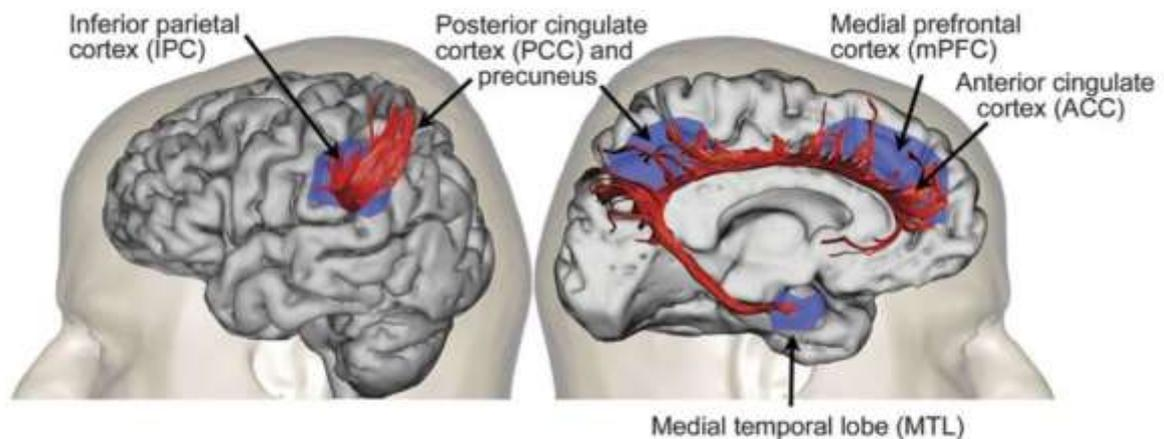 Inferior parietal
cortex (IPC)
Posterior cingulate
cortex (PCC) and
precuneus
Medial prefrontal
cortex (mPFC)
Anterior cingulate
cortex (ACC)
Medial temporal lobe (MTL)